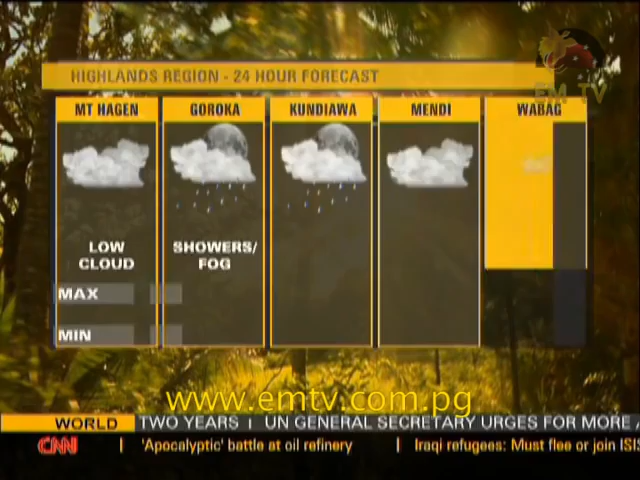 EM TV
HIGHLANDS REGION - 24 HOUR FORECAST
MT HAGEN
GOROKA
KUNDIAWA
MENDI
WABAG
LOW
CLOUD
SHOWERS/
FOG
MAX
MIN
www.emtv.com.pg
WORLD TWO YEARS | UN GENERAL SECRETARY URGES FOR MORE
CNN | 'Apocalyptic' battle at oil refinery | Iraqi refugees: Must flee or join ISIS